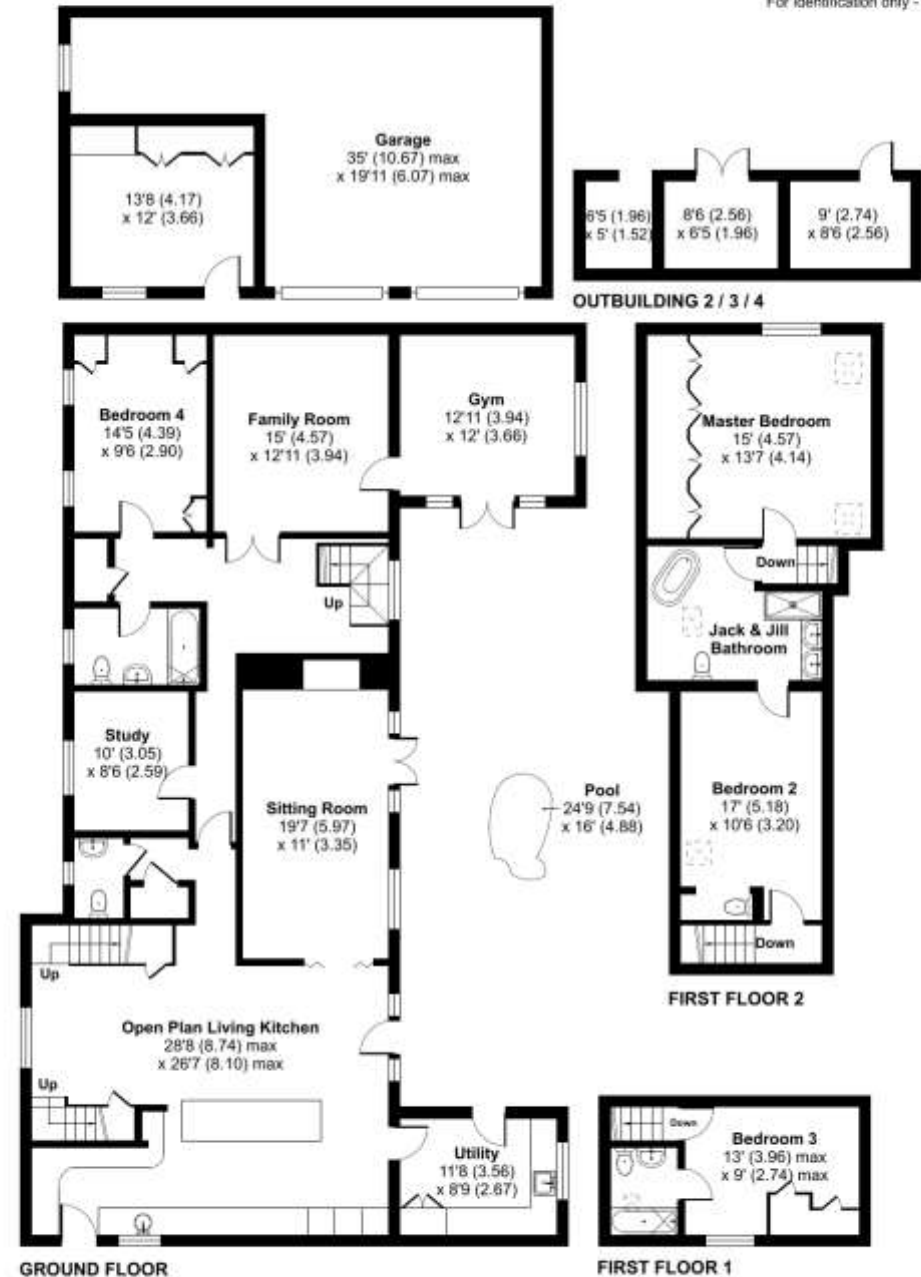 For identification only -
Garage
35' (10.67) max
x 19'11 (6.07) max
13'8 (4.17)
x 12' (3.66)
6'5 (1.96)
x 5' (1.52)
8'6 (2.56)
x 6'5 (1.96)
9' (2.74)
x 8'6 (2.56)
OUTBUILDING 2 / 3 / 4
Bedroom 4
14'5 (4.39)
x 9'6 (2.90)
Family Room
15' (4.57)
x 12'11 (3.94)
Gym
12'11 (3.94)
x 12' (3.66)
Master Bedroom
15' (4.57)
x 13'7 (4.14)
Up
Down
Jack & Jill
Bathroom
Study
10' (3.05)
x 8'6 (2.59)
Sitting Room
19'7 (5.97)
x 11' (3.35)
Pool
24'9 (7.54)
x 16' (4.88)
Bedroom 2
17' (5.18)
x 10'6 (3.20)
Down
FIRST FLOOR 2
Up
Open Plan Living Kitchen
28'8 (8.74) max
x 26'7 (8.10) max
Up
Utility
11'8 (3.56)
x 8'9 (2.67)
Down
Bedroom 3
13' (3.96) max
x 9' (2.74) max
GROUND FLOOR
FIRST FLOOR 1